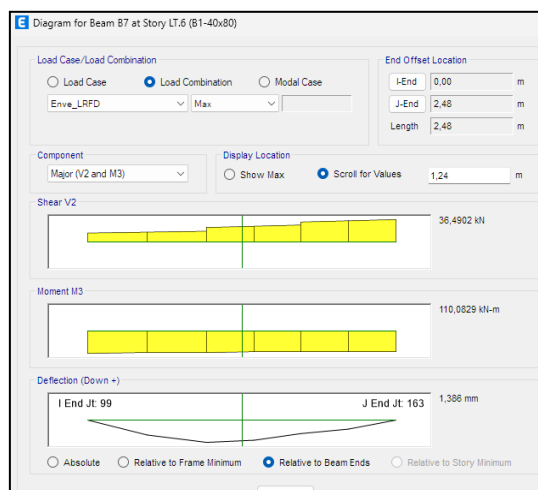 E Diagram for Beam B7 at Story LT.6 (B1-40x80)
Load Case/Load Combination
Load Case Load Combination Modal Case
Enve_LRFD Max
End Offset Location
I-End 0,00 m
J-End 2,48 m
Length 2,48 m
Component
Major (V2 and M3)
Display Location
Show Max Scroll for Values 1,24 m
Shear V2
36,4902 kN
Moment M3
110,0829 kN-m
Deflection (Down +)
I End Jt: 99 J End Jt: 163
1,386 mm
Absolute Relative to Frame Minimum Relative to Beam Ends Relative to Story Minimum